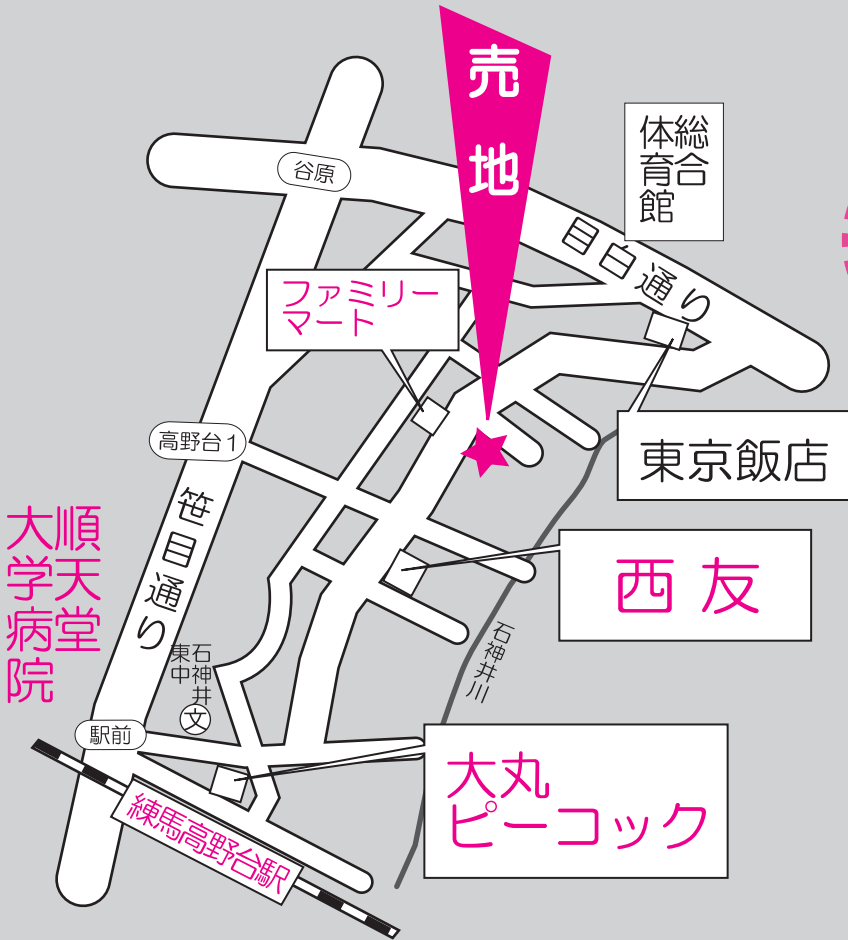 売地
総合
体育館
谷原
目白通り
ファミリー
マート
東京飯店
高野台1
笹目通り
順天堂
大学病院
西友
石神井川
石神井
東中
文
駅前
大丸
ピーコック
練馬高野台駅